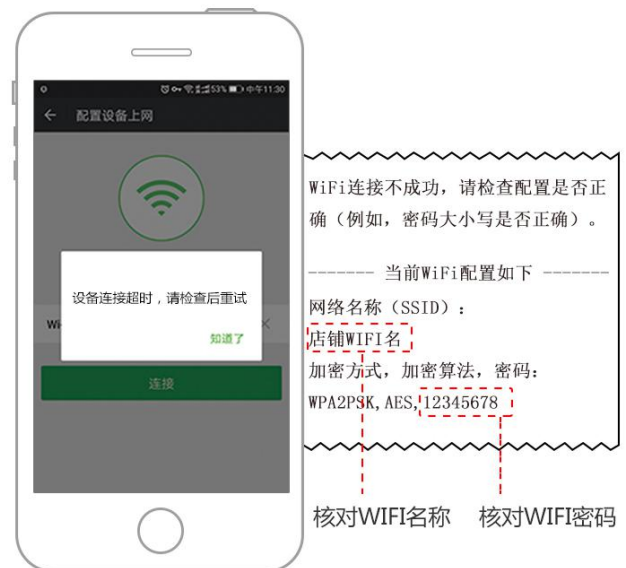 53% 中午11:30
配置设备上网
设备连接超时，请检查后重试
Wi-
知道了
连接
WiFi连接不成功，请检查配置是否正
确（例如，密码大小写是否正确）。
------- 当前WiFi配置如下 -------
网络名称（SSID）：
店铺WIFI名
加密方式，加密算法，密码：
WPA2PSK,AES,12345678
核对WIFI名称 核对WIFI密码